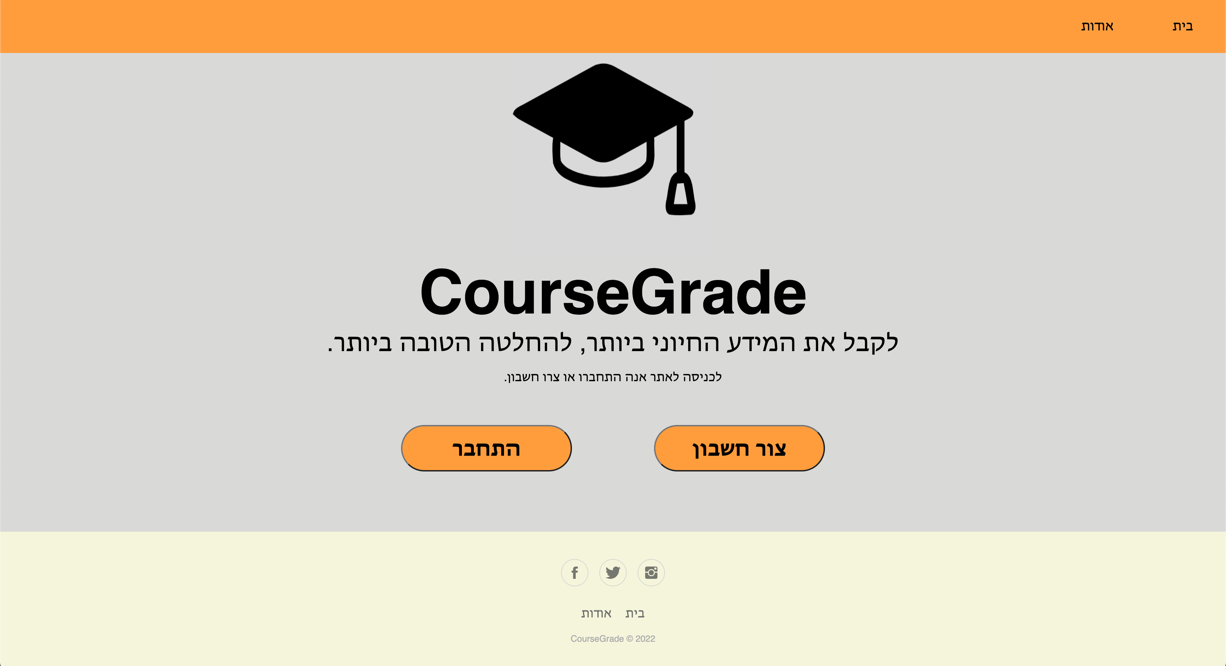 בית אודות
CourseGrade
לקבל את המידע החיוני ביותר, להחלטה הטובה ביותר.
לכניסה לאתר אנה התחברו או צרו חשבון.
צור חשבון התחבר
בית אודות
CourseGrade © 2022